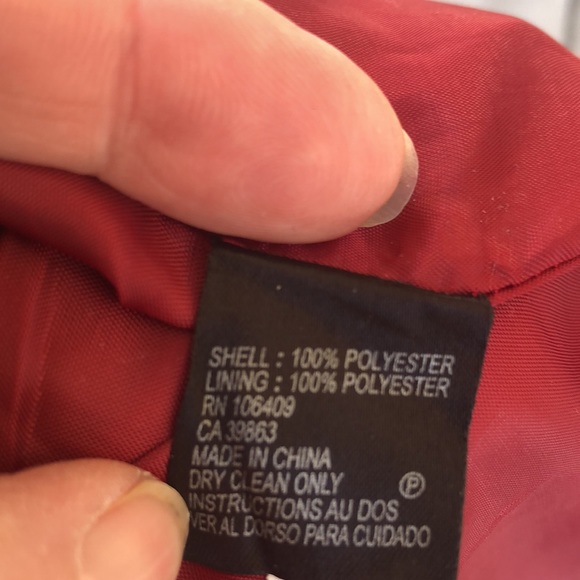 SHELL : 100% POLYESTER
LINING : 100% POLYESTER
RN 106409
CA 39863
MADE IN CHINA
DRY CLEAN ONLY Ⓟ
INSTRUCTIONS AU DOS
VER AL DORSO PARA CUIDADO